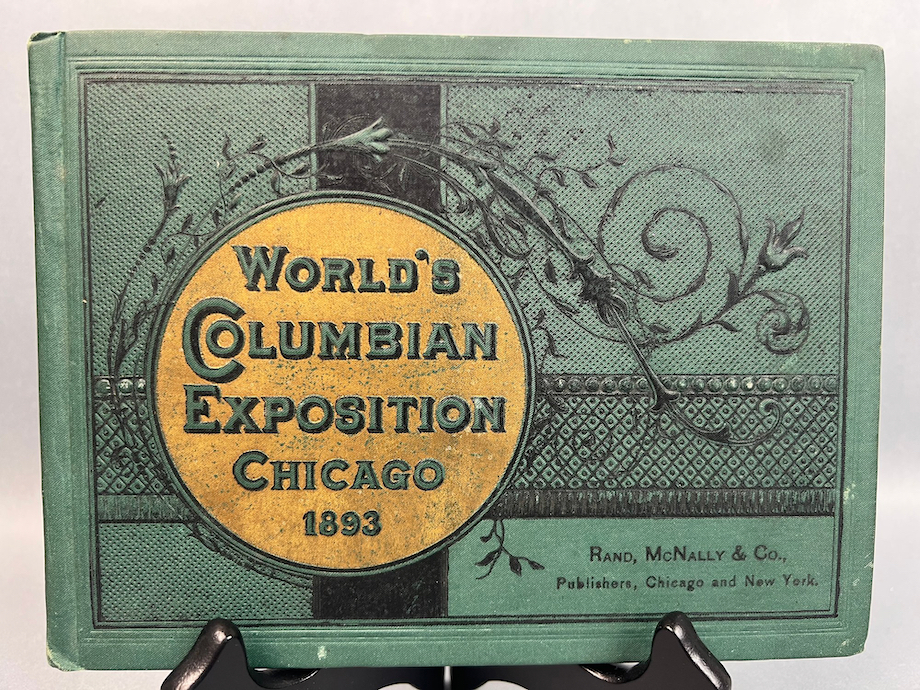 WORLD'S
COLUMBIAN
EXPOSITION
CHICAGO
1893
RAND, MCNALLY & CO.,
Publishers, Chicago and New York.